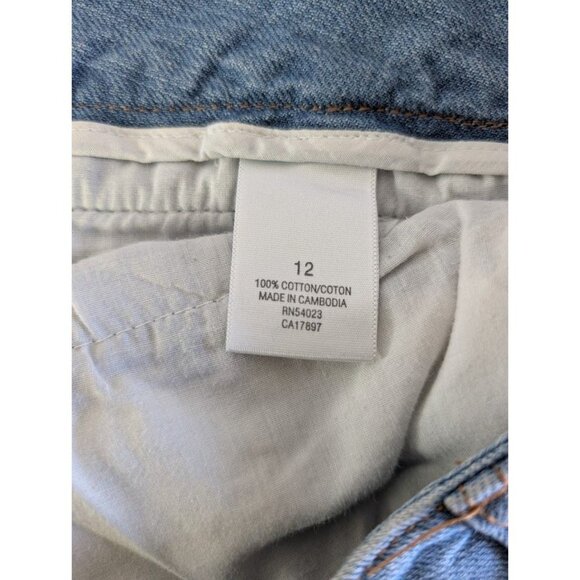 12
100% COTTON/COTON
MADE IN CAMBODIA
RN54023
CA17897